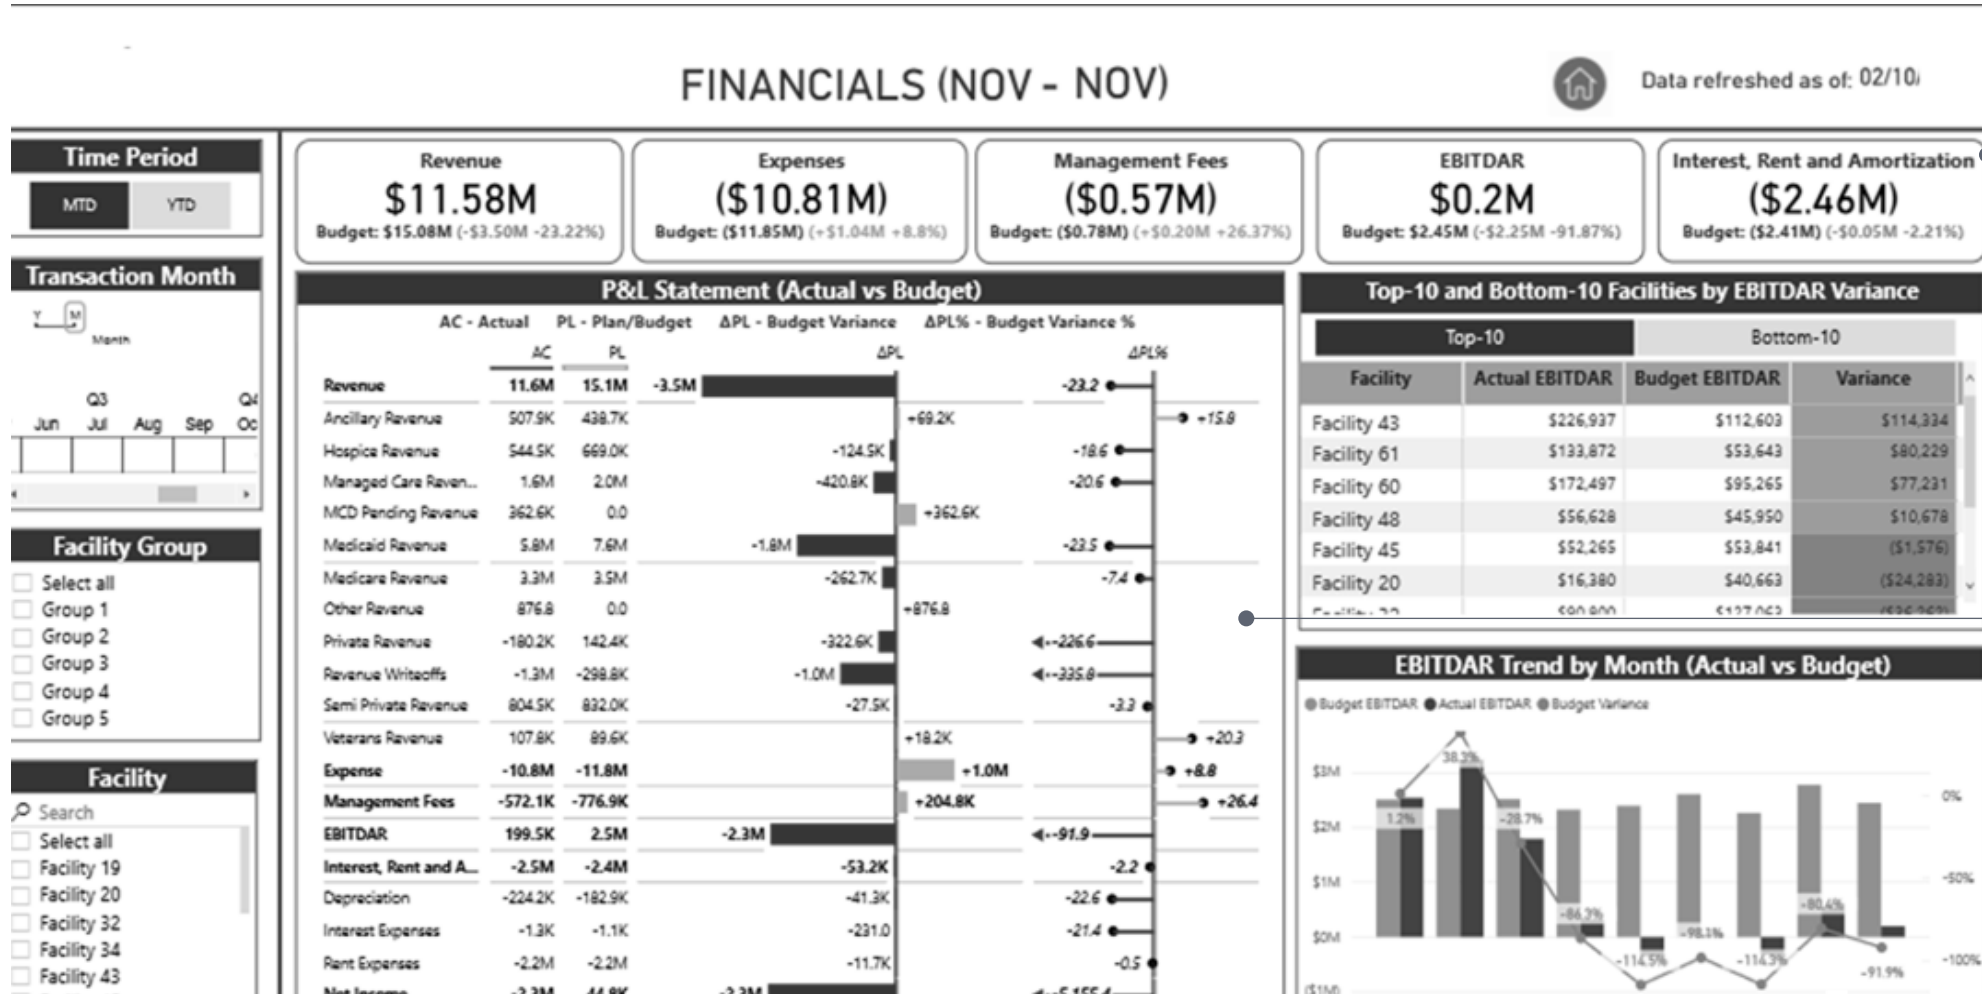 FINANCIALS (NOV - NOV)
Data refreshed as of: 02/10/
Time Period
MTD YTD
Transaction Month
Y M
Month
Q3
Jun Jul Aug Sep
Facility Group
Select all
Group 1
Group 2
Group 3
Group 4
Group 5
Facility
Search
Select all
Facility 19
Facility 20
Facility 32
Facility 34
Facility 43
Revenue
$11.58M
Budget: $15.08M (-$3.50M -23.22%)
Expenses
($10.81M)
Budget: ($11.85M) (+$1.04M +8.8%)
Management Fees
($0.57M)
Budget: ($0.78M) (+$0.20M +26.37%)
EBITDAR
$0.2M
Budget: $2.45M (-$2.25M -91.87%)
Interest, Rent and Amortization
($2.46M)
Budget: ($2.41M) (-$0.05M -2.21%)
P&L Statement (Actual vs Budget)
AC - Actual PL - Plan/Budget ΔPL - Budget Variance ΔPL% - Budget Variance %
AC PL ΔPL ΔPL%
Revenue 11.6M 15.1M -3.5M -23.2
Ancillary Revenue 507.9K 438.7K +69.2K +15.8
Hospice Revenue 544.5K 669.0K -124.5K -18.6
Managed Care Reven... 1.6M 2.0M -420.8K -20.6
MCD Pending Revenue 362.6K 0.0 +362.6K
Medicaid Revenue 5.8M 7.6M -1.8M -23.5
Medicare Revenue 3.3M 3.5M -262.7K -7.4
Other Revenue 876.8 0.0 +876.8
Private Revenue -180.2K 142.4K -322.6K -226.6
Revenue Writeoffs -1.3M -298.8K -1.0M -335.8
Semi Private Revenue 804.5K 832.0K -27.5K -3.3
Veterans Revenue 107.8K 89.6K +18.2K +20.3
Expense -10.8M -11.8M +1.0M +8.8
Management Fees -572.1K -776.9K +204.8K +26.4
EBITDAR 199.5K 2.5M -2.3M -91.9
Interest, Rent and A... -2.5M -2.4M -53.2K -2.2
Depreciation -224.2K -182.9K -41.3K -22.6
Interest Expenses -1.3K -1.1K -231.0 -21.4
Rent Expenses -2.2M -2.2M -11.7K -0.5
Top-10 and Bottom-10 Facilities by EBITDAR Variance
Top-10 Bottom-10
Facility Actual EBITDAR Budget EBITDAR Variance
Facility 43 $226,937 $112,603 $114,334
Facility 61 $133,872 $53,643 $80,229
Facility 60 $172,497 $95,265 $77,231
Facility 48 $56,628 $45,950 $10,678
Facility 45 $52,265 $53,841 ($1,576)
Facility 20 $16,380 $40,663 ($24,283)
EBITDAR Trend by Month (Actual vs Budget)
Budget EBITDAR Actual EBITDAR Budget Variance
$3M
$2M
$1M
$0M
($1M)
0%
-50%
-100%
1.2% 38.3% -28.7% -86.3% -114.5% -98.1% -114.3% -80.4% -91.9%